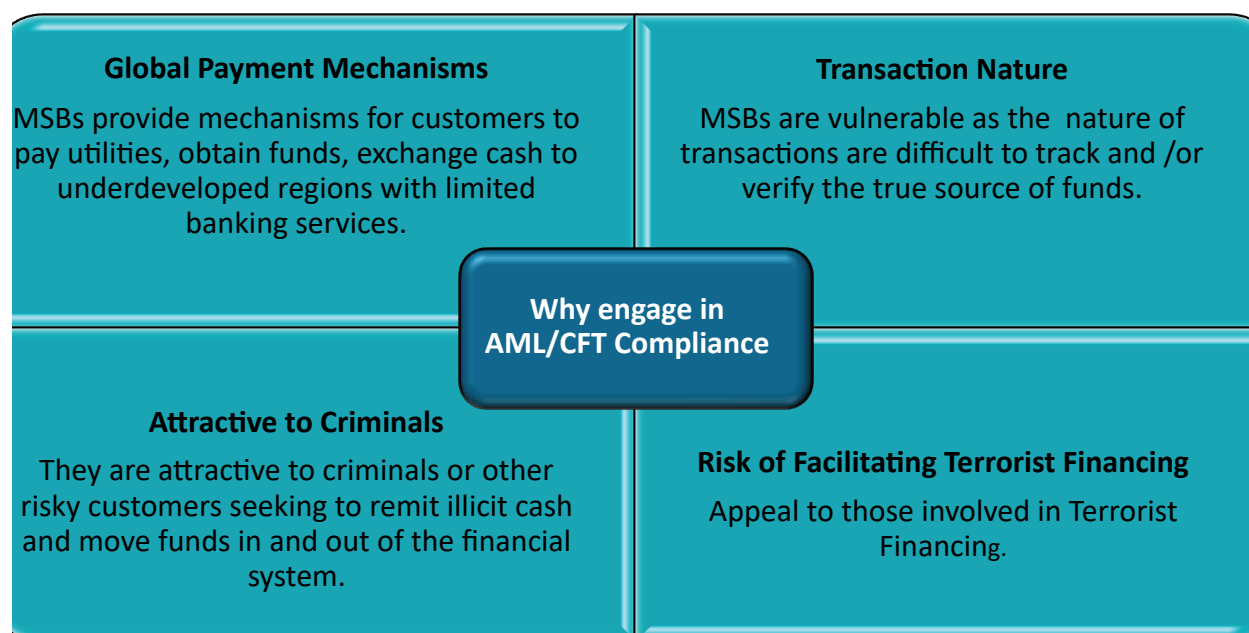 Global Payment Mechanisms
MSBs provide mechanisms for customers to
pay utilities, obtain funds, exchange cash to
underdeveloped regions with limited
banking services.
Transaction Nature
MSBs are vulnerable as the  nature of
transactions are difficult to track and /or
verify the true source of funds.
Why engage in
AML/CFT Compliance
Attractive to Criminals
They are attractive to criminals or other
risky customers seeking to remit illicit cash
and move funds in and out of the financial
system.
Risk of Facilitating Terrorist Financing
Appeal to those involved in Terrorist
Financing.